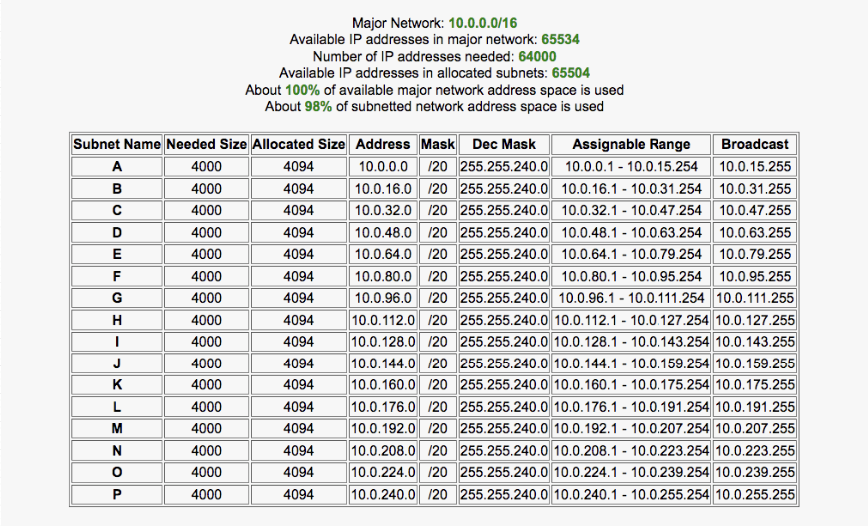 Major Network: 10.0.0.0/16
Available IP addresses in major network: 65534
Number of IP addresses needed: 64000
Available IP addresses in allocated subnets: 65504
About 100% of available major network address space is used
About 98% of subnetted network address space is used
Subnet Name Needed Size Allocated Size Address Mask Dec Mask Assignable Range Broadcast
A 4000 4094 10.0.0.0 /20 255.255.240.0 10.0.0.1 - 10.0.15.254 10.0.15.255
B 4000 4094 10.0.16.0 /20 255.255.240.0 10.0.16.1 - 10.0.31.254 10.0.31.255
C 4000 4094 10.0.32.0 /20 255.255.240.0 10.0.32.1 - 10.0.47.254 10.0.47.255
D 4000 4094 10.0.48.0 /20 255.255.240.0 10.0.48.1 - 10.0.63.254 10.0.63.255
E 4000 4094 10.0.64.0 /20 255.255.240.0 10.0.64.1 - 10.0.79.254 10.0.79.255
F 4000 4094 10.0.80.0 /20 255.255.240.0 10.0.80.1 - 10.0.95.254 10.0.95.255
G 4000 4094 10.0.96.0 /20 255.255.240.0 10.0.96.1 - 10.0.111.254 10.0.111.255
H 4000 4094 10.0.112.0 /20 255.255.240.0 10.0.112.1 - 10.0.127.254 10.0.127.255
I 4000 4094 10.0.128.0 /20 255.255.240.0 10.0.128.1 - 10.0.143.254 10.0.143.255
J 4000 4094 10.0.144.0 /20 255.255.240.0 10.0.144.1 - 10.0.159.254 10.0.159.255
K 4000 4094 10.0.160.0 /20 255.255.240.0 10.0.160.1 - 10.0.175.254 10.0.175.255
L 4000 4094 10.0.176.0 /20 255.255.240.0 10.0.176.1 - 10.0.191.254 10.0.191.255
M 4000 4094 10.0.192.0 /20 255.255.240.0 10.0.192.1 - 10.0.207.254 10.0.207.255
N 4000 4094 10.0.208.0 /20 255.255.240.0 10.0.208.1 - 10.0.223.254 10.0.223.255
O 4000 4094 10.0.224.0 /20 255.255.240.0 10.0.224.1 - 10.0.239.254 10.0.239.255
P 4000 4094 10.0.240.0 /20 255.255.240.0 10.0.240.1 - 10.0.255.254 10.0.255.255